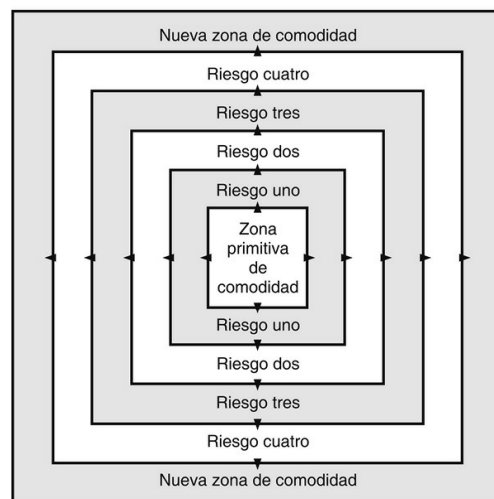 Nueva zona de comodidad
Riesgo cuatro
Riesgo tres
Riesgo dos
Riesgo uno
Zona
primitiva
de
comodidad
Riesgo uno
Riesgo dos
Riesgo tres
Riesgo cuatro
Nueva zona de comodidad